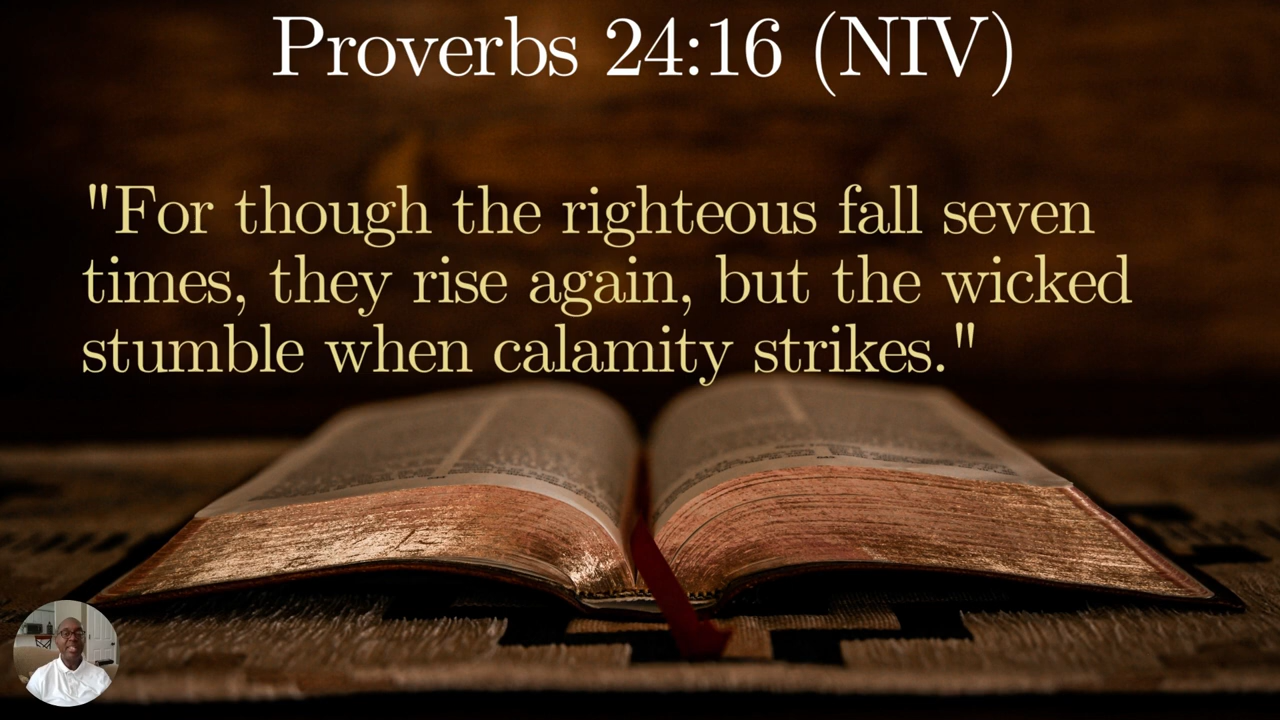 Proverbs 24:16 (NIV)
"For though the righteous fall seven
times, they rise again, but the wicked
stumble when calamity strikes."